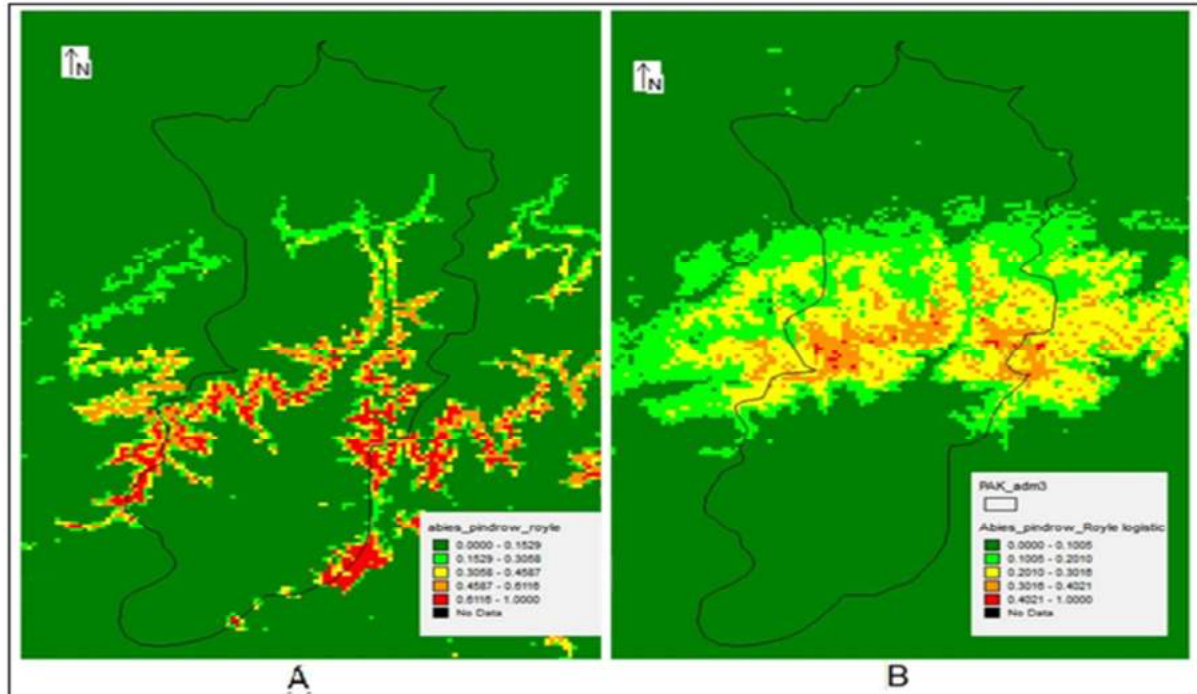 N
N
abies_pindrow_royle
0.0000 - 0.1529
0.1529 - 0.3058
0.3058 - 0.4587
0.4587 - 0.6116
0.6116 - 1.0000
No Data
PAK_adm3
Abies_pindrow_Royle logistic
0.0000 - 0.1005
0.1005 - 0.2010
0.2010 - 0.3016
0.3016 - 0.4021
0.4021 - 1.0000
No Data
A
B